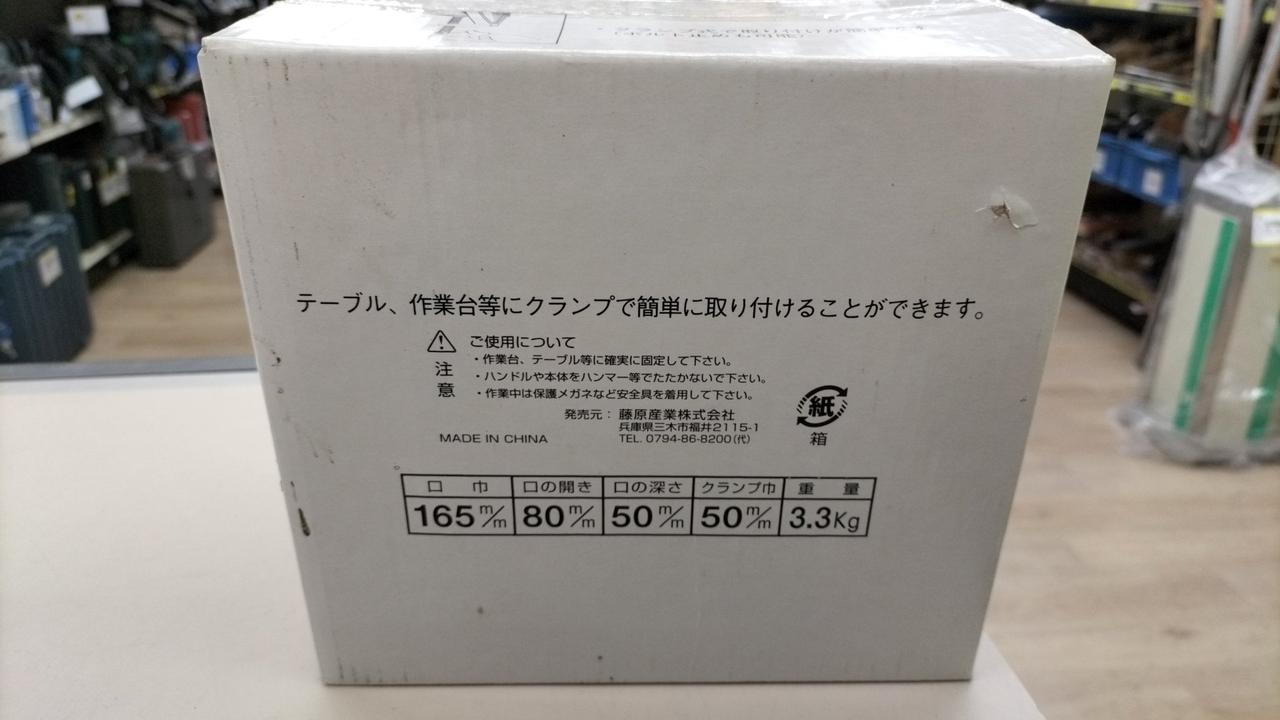 テーブル、作業台等にクランプで簡単に取り付けることができます。
注意
ご使用について
・作業台、テーブル等に確実に固定して下さい。
・ハンドルや本体をハンマー等でたたかないで下さい。
・作業中は保護メガネなど安全具を着用して下さい。
発売元：藤原産業株式会社
兵庫県三木市福井2115-1
MADE IN CHINA TEL. 0794-86-8200(代)
紙
箱
口巾 口の開き 口の深さ クランプ巾 重量
165m/m 80m/m 50m/m 50m/m 3.3Kg